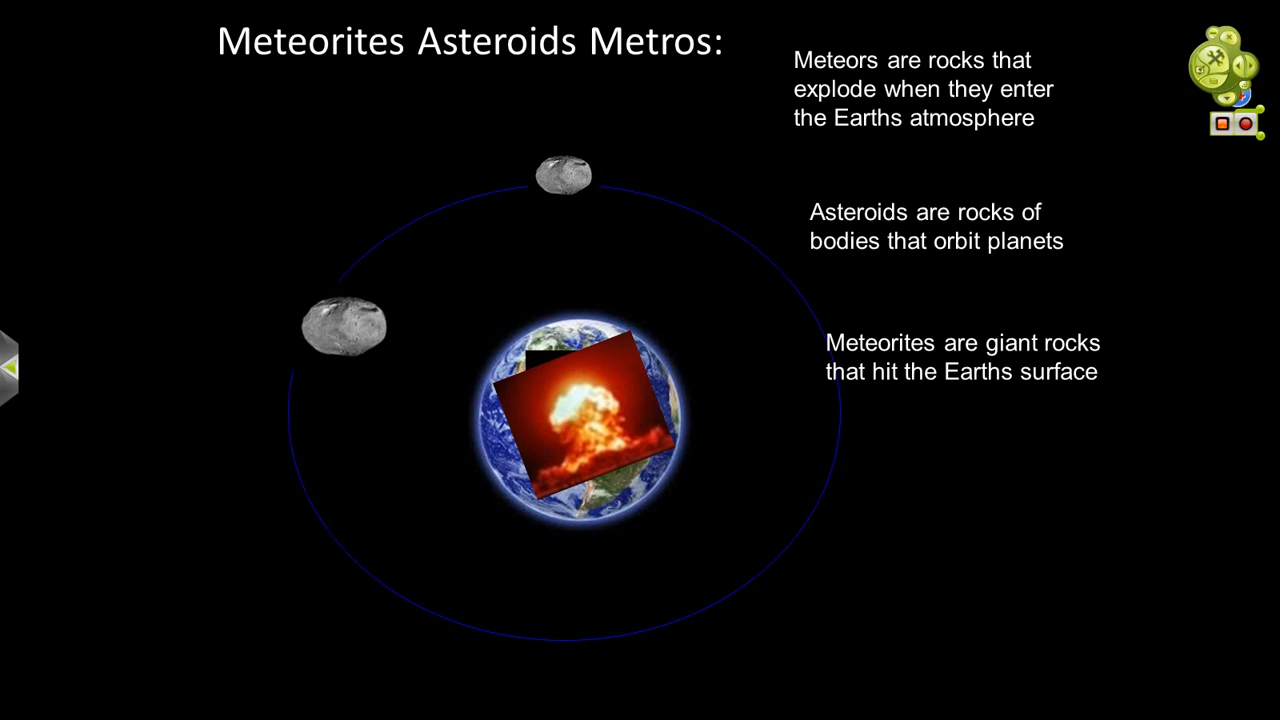 Meteorites Asteroids Metros:
Meteors are rocks that
explode when they enter
the Earths atmosphere
Asteroids are rocks of
bodies that orbit planets
Meteorites are giant rocks
that hit the Earths surface